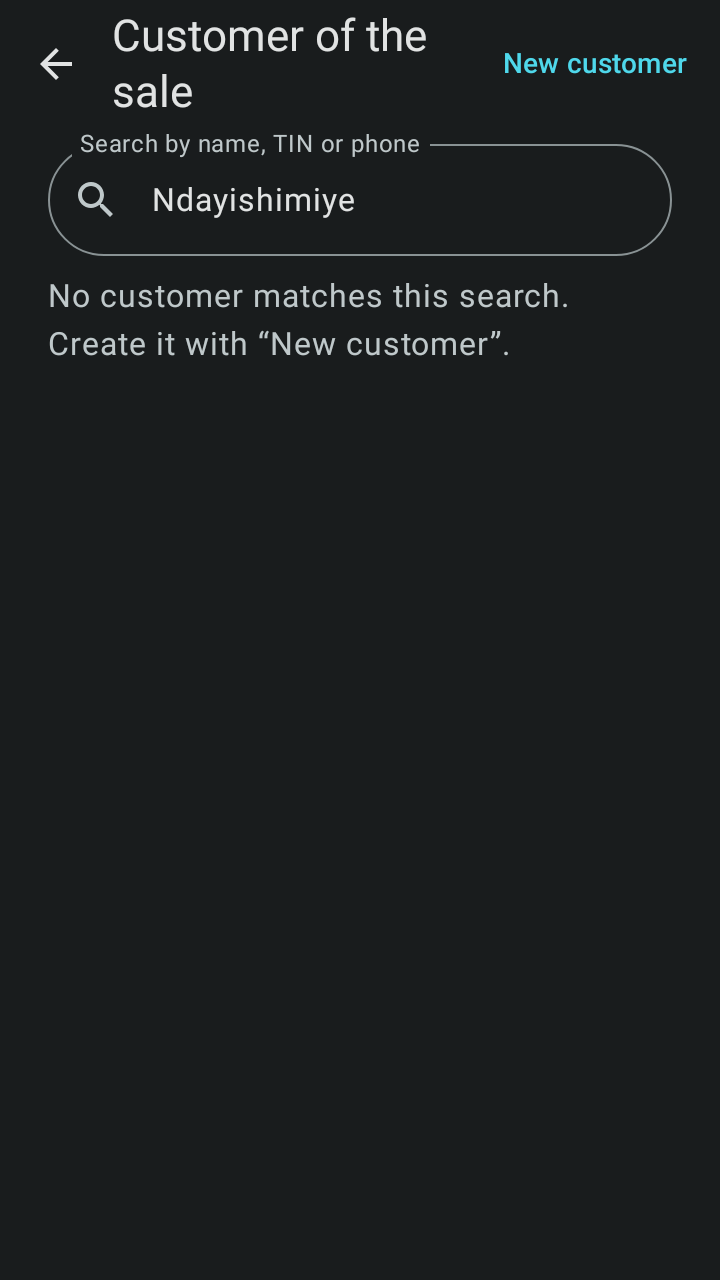 Customer of the
sale
New customer
Search by name, TIN or phone
Ndayishimiye
No customer matches this search.
Create it with “New customer”.